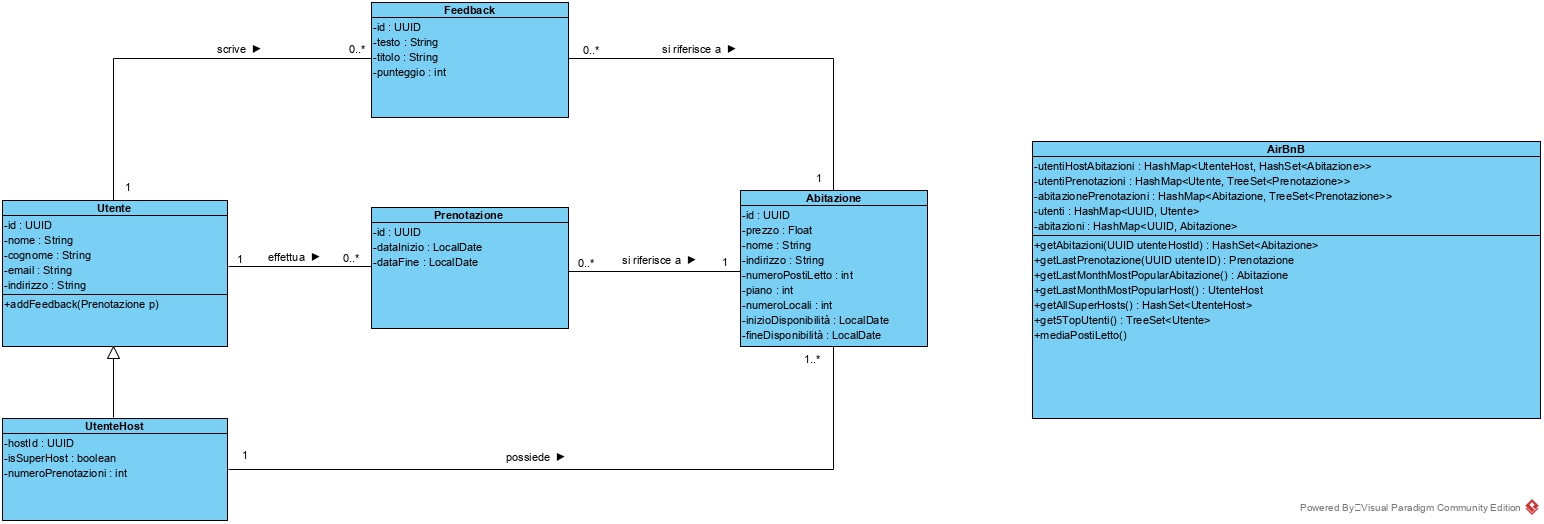 Feedback
-id : UUID
-testo : String
-titolo : String
-punteggio : int
scrive ►
0..*
0..*
si riferisce a ►
1
1
Utente
-id : UUID
-nome : String
-cognome : String
-email : String
-indirizzo : String
+addFeedback(Prenotazione p)
1
effettua ►
0..*
Prenotazione
-id : UUID
-dataInizio : LocalDate
-dataFine : LocalDate
0..*
si riferisce a ►
1
Abitazione
-id : UUID
-prezzo : Float
-nome : String
-indirizzo : String
-numeroPostiLetto : int
-piano : int
-numeroLocali : int
-inizioDisponibilità : LocalDate
-fineDisponibilità : LocalDate
1..*
UtenteHost
-hostId : UUID
-isSuperHost : boolean
-numeroPrenotazioni : int
1
possiede ►
AirBnB
-utentiHostAbitazioni : HashMap<UtenteHost, HashSet<Abitazione>>
-utentiPrenotazioni : HashMap<Utente, TreeSet<Prenotazione>>
-abitazionePrenotazioni : HashMap<Abitazione, TreeSet<Prenotazione>>
-utenti : HashMap<UUID, Utente>
-abitazioni : HashMap<UUID, Abitazione>
+getAbitazioni(UUID utenteHostId) : HashSet<Abitazione>
+getLastPrenotazione(UUID utenteID) : Prenotazione
+getLastMonthMostPopularAbitazione() : Abitazione
+getLastMonthMostPopularHost() : UtenteHost
+getAllSuperHosts() : HashSet<UtenteHost>
+get5TopUtenti() : TreeSet<Utente>
+mediaPostiLetto()
Powered By Visual Paradigm Community Edition